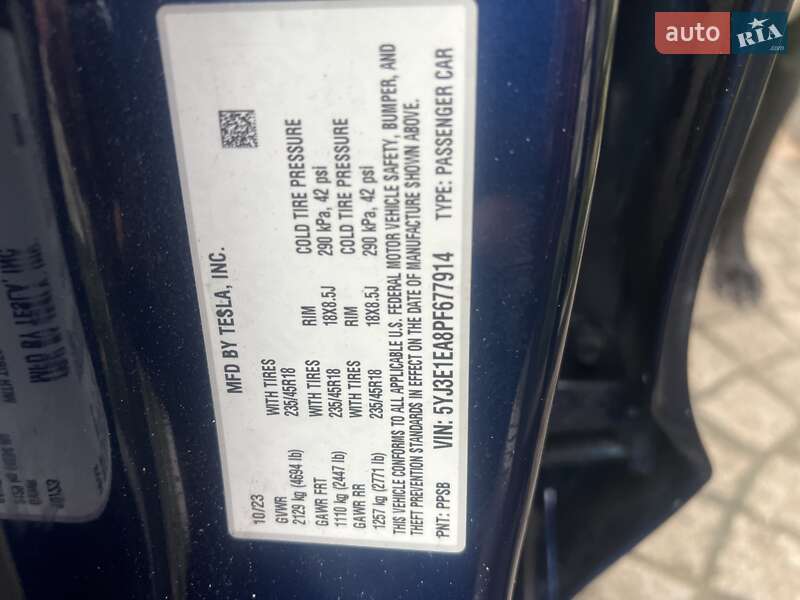 auto RIA
MFD BY TESLA, INC.
10/23
GVWR WITH TIRES RIM COLD TIRE PRESSURE
2129 kg (4694 lb) 235/45R18 18X8.5J 290 kPa, 42 psi
GAWR FRT WITH TIRES RIM COLD TIRE PRESSURE
1110 kg (2447 lb) 235/45R18 18X8.5J 290 kPa, 42 psi
GAWR RR
1257 kg (2771 lb)
THIS VEHICLE CONFORMS TO ALL APPLICABLE U.S. FEDERAL MOTOR VEHICLE SAFETY, BUMPER, AND
THEFT PREVENTION STANDARDS IN EFFECT ON THE DATE OF MANUFACTURE SHOWN ABOVE.
PNT: PPSB VIN: 5YJ3E1EA8PF677914 TYPE: PASSENGER CAR